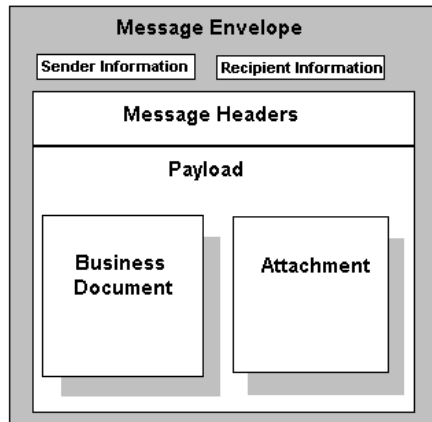 Message Envelope
Sender Information
Recipient Information
Message Headers
Payload
Business
Document
Attachment